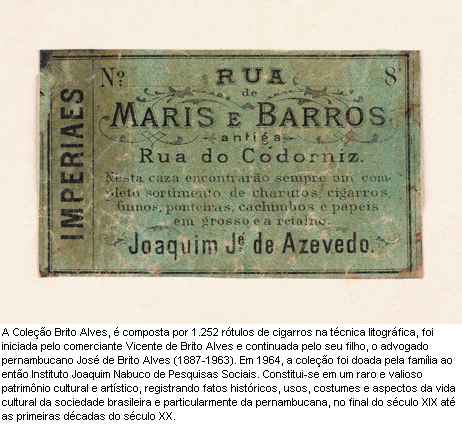 IMPERIAES
Nº RUA 8
de
MARIS E BARROS
antiga
Rua do Codorniz.
Nesta caza encontrarão sempre um com-
pleto sortimento de charutos, cigarros,
fumos, ponteiras, cachimbos e papeis
em grosso e a retalho.
Joaquim Jº de Azevedo.
A Coleção Brito Alves, é composta por 1.252 rótulos de cigarros na técnica litográfica, foi
iniciada pelo comerciante Vicente de Brito Alves e continuada pelo seu filho, o advogado
pernambucano José de Brito Alves (1887-1963). Em 1964, a coleção foi doada pela família ao
então Instituto Joaquim Nabuco de Pesquisas Sociais. Constitui-se em um raro e valioso
patrimônio cultural e artístico, registrando fatos históricos, usos, costumes e aspectos da vida
cultural da sociedade brasileira e particularmente da pernambucana, no final do século XIX até
as primeiras décadas do século XX.